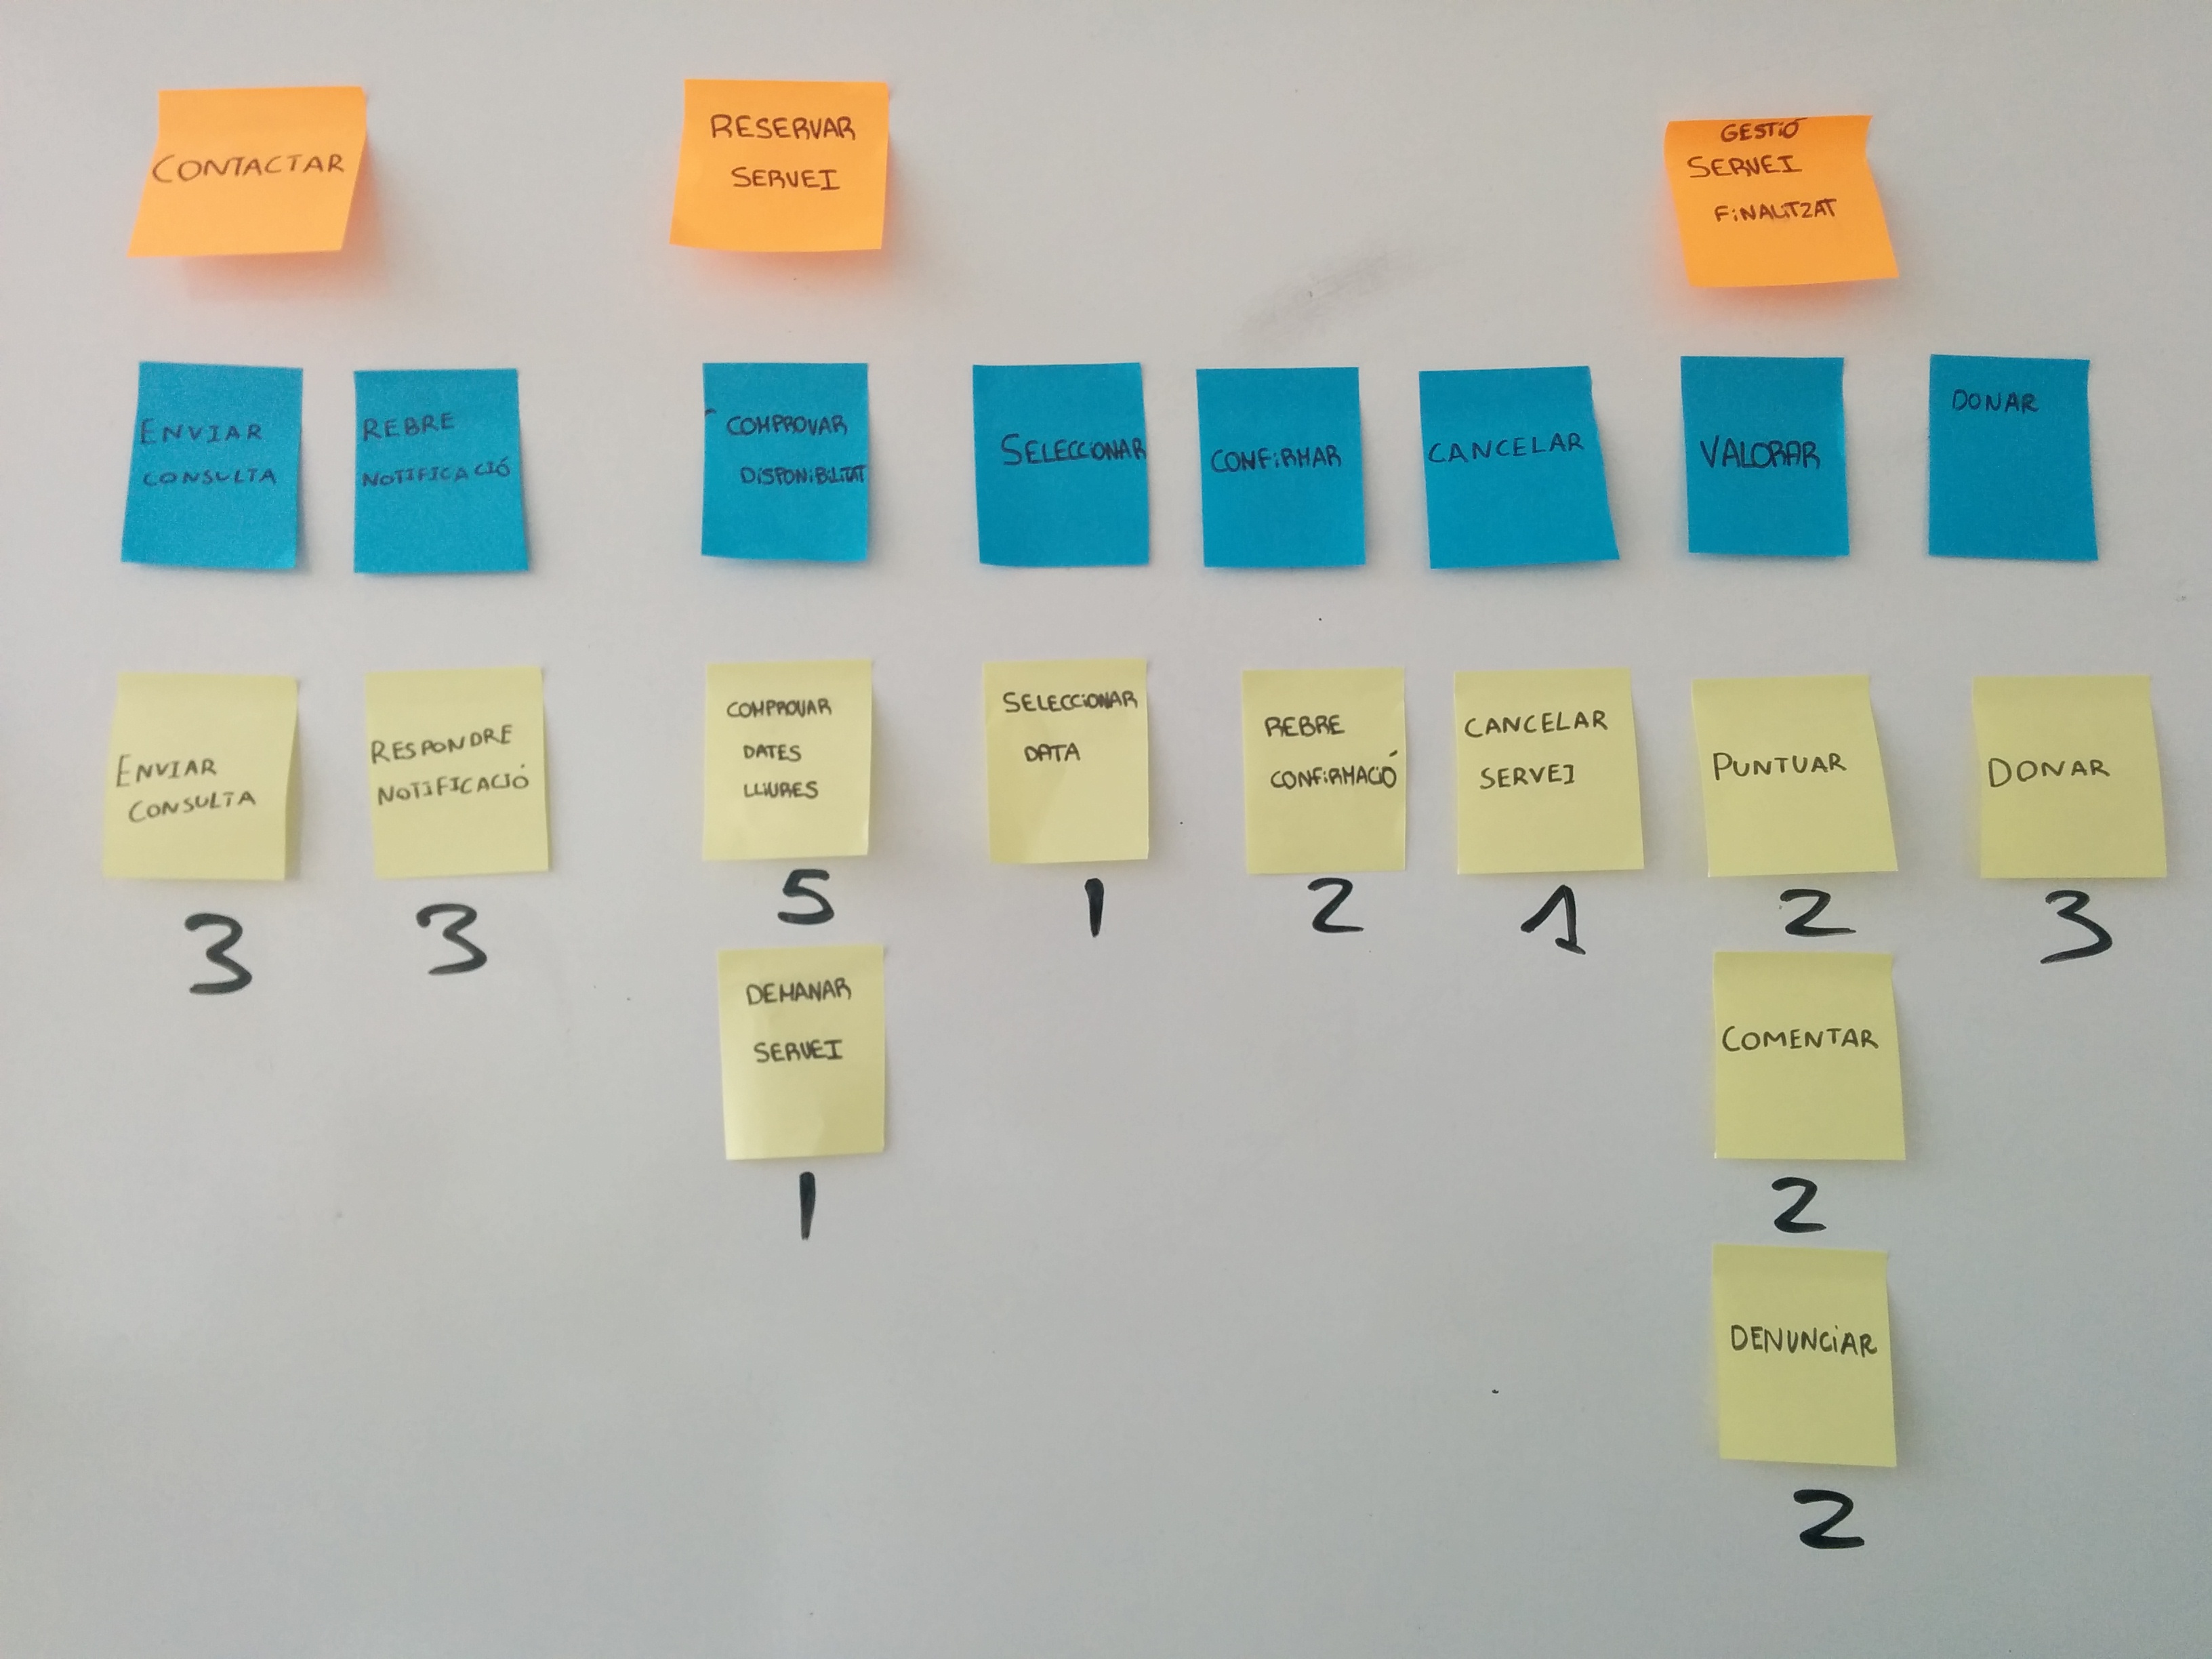 CONTACTAR
RESERVAR
SERVEI
GESTIÓ
SERVEI
FINALITZAT
ENVIAR
CONSULTA
REBRE
NOTIFICACIÓ
COMPROVAR
DISPONIBILITAT
SELECCIONAR
CONFIRMAR
CANCELAR
VALORAR
DONAR
ENVIAR
CONSULTA
3
RESPONDRE
NOTIFICACIÓ
3
COMPROVAR
DATES
LLIURES
5
SELECCIONAR
DATA
1
REBRE
CONFIRMACIÓ
2
CANCELAR
SERVEI
1
PUNTUAR
2
DONAR
3
DEMANAR
SERVEI
1
COMENTAR
2
DENUNCIAR
2